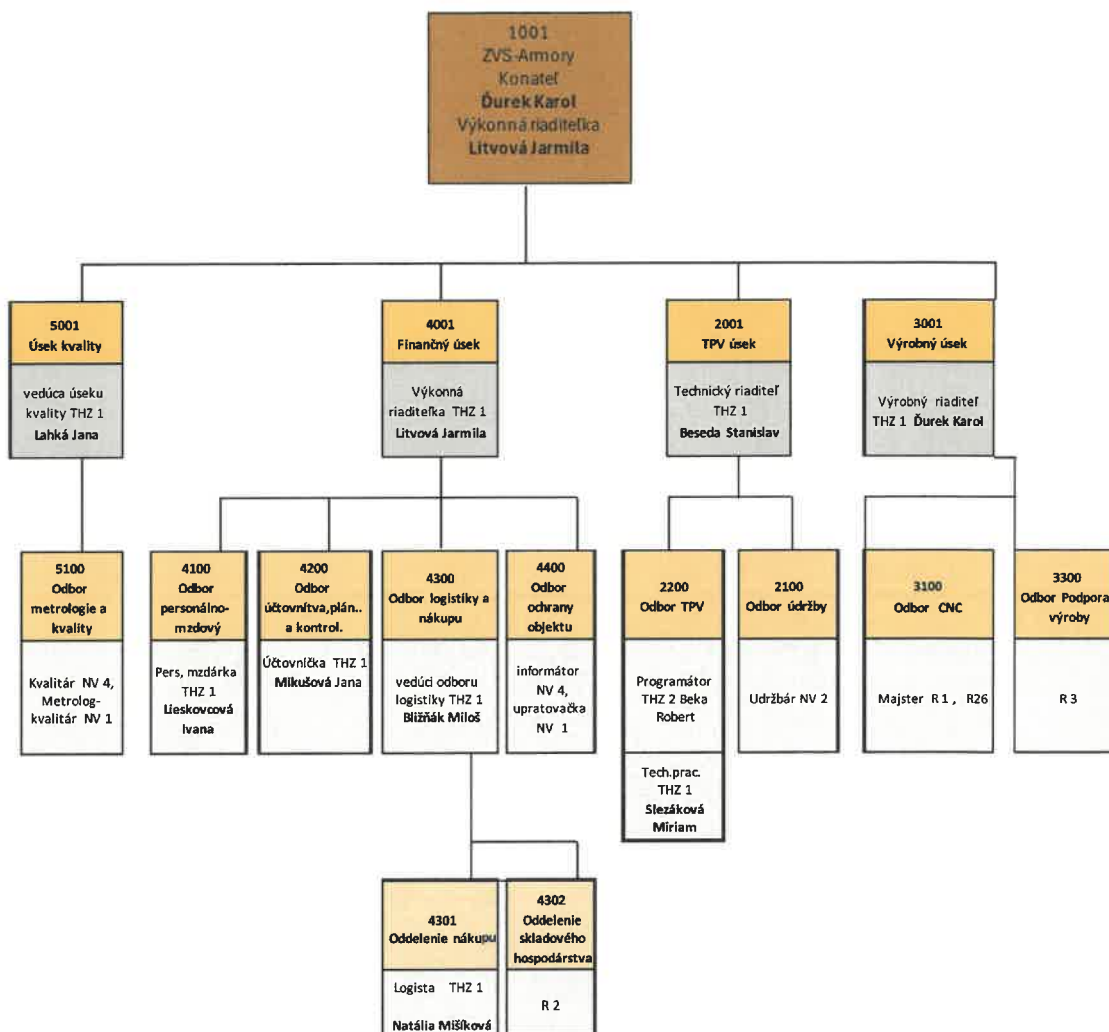 1001
ZVS-Armory
Konateľ
Ďurek Karol
Výkonná riaditeľka
Litvová Jarmila
5001
Úsek kvality
vedúca úseku
kvality THZ 1
Lahká Jana
4001
Finančný úsek
Výkonná
riaditeľka THZ 1
Litvová Jarmila
2001
TPV úsek
Technický riaditeľ
THZ 1
Beseda Stanislav
3001
Výrobný úsek
Výrobný riaditeľ
THZ 1 Ďurek Karol
5100
Odbor
metrologie a
kvality
Kvalitár NV 4,
Metrolog-
kvalitár NV 1
4100
Odbor
personálno-
mzdový
Pers, mzdárka
THZ 1
Lieskovcová
Ivana
4200
Odbor
účtovnítva,plán..
a kontrol.
Účtovníčka THZ 1
Mikušová Jana
4300
Odbor logistíky a
nákupu
vedúci odboru
logistíky THZ 1
Bližňák Miloš
4400
Odbor
ochrany
objektu
informátor
NV 4,
upratovačka
NV 1
2200
Odbor TPV
Programátor
THZ 2 Beka
Robert
Tech.prac.
THZ 1
Slezáková
Miriam
2100
Odbor údržby
Udržbár NV 2
3100
Odbor CNC
Majster R 1 , R26
3300
Odbor Podpora
výroby
R 3
4301
Oddelenie nákupu
Logista THZ 1
Natália Mišíková
4302
Oddelenie
skladového
hospodárstva
R 2